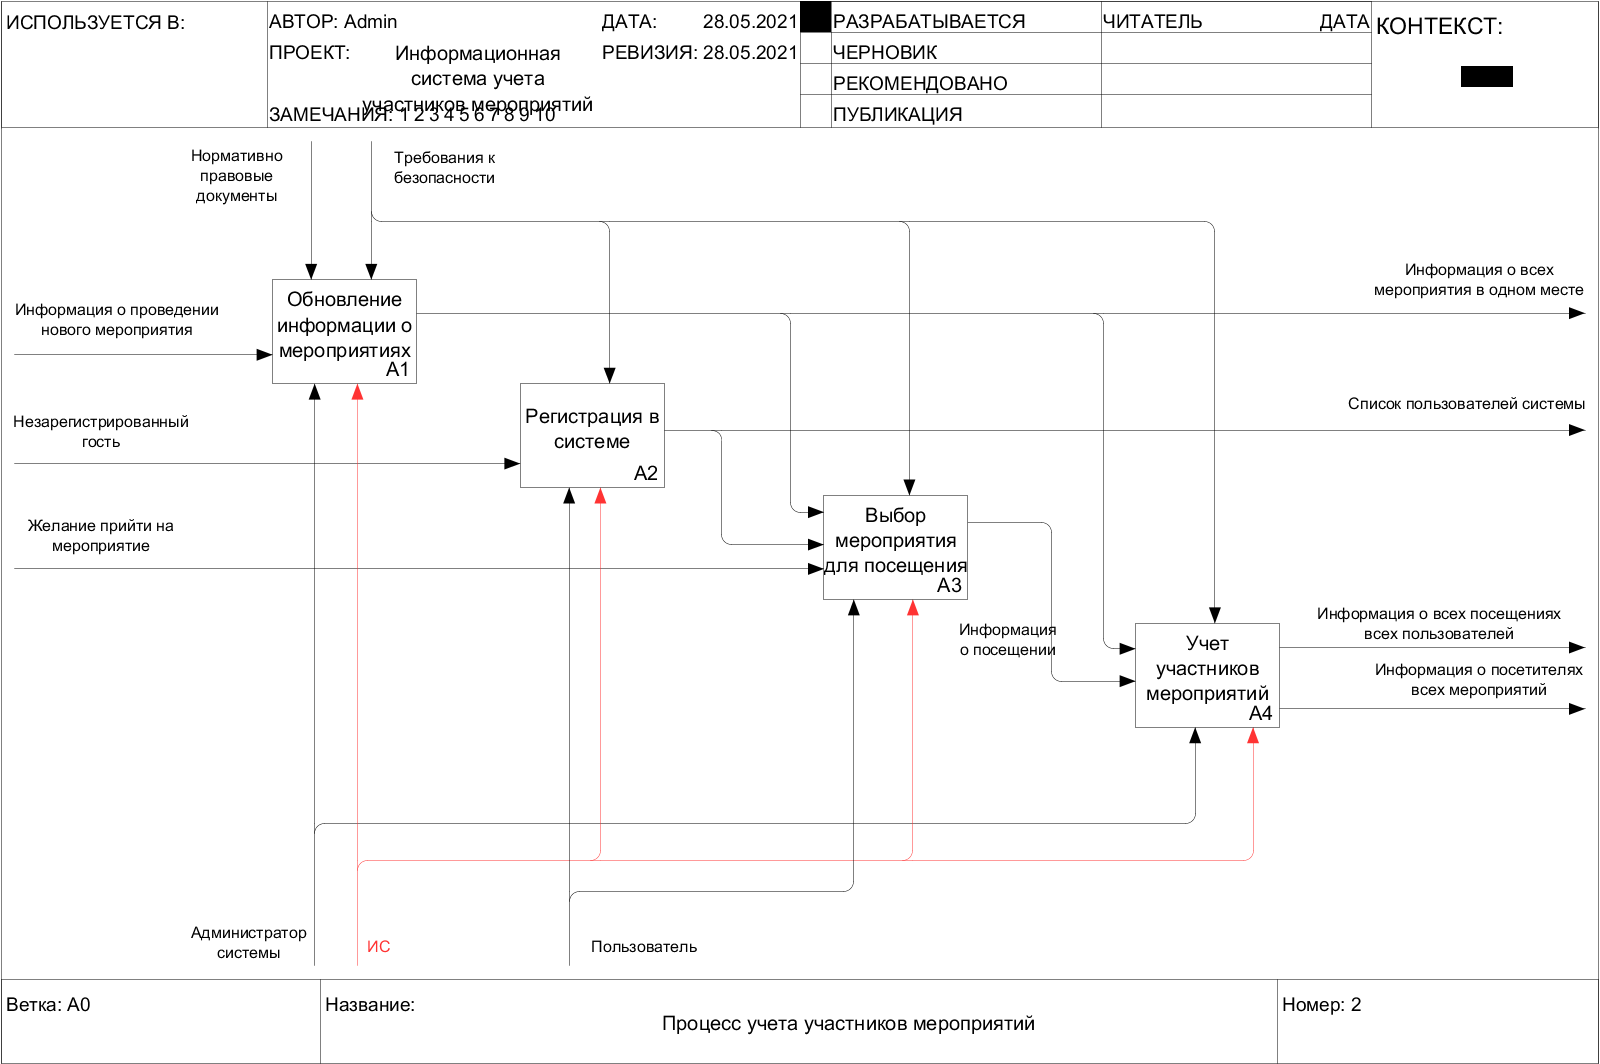 ИСПОЛЬЗУЕТСЯ В:
АВТОР: Admin
ДАТА: 28.05.2021
ПРОЕКТ: Информационная
система учета
участников мероприятий
РЕВИЗИЯ: 28.05.2021
ЗАМЕЧАНИЯ: 1 2 3 4 5 6 7 8 9 10
РАЗРАБАТЫВАЕТСЯ
ЧЕРНОВИК
РЕКОМЕНДОВАНО
ПУБЛИКАЦИЯ
ЧИТАТЕЛЬ ДАТА
КОНТЕКСТ:
Нормативно
правовые
документы
Требования к
безопасности
Информация о всех
мероприятия в одном месте
Информация о проведении
нового мероприятия
Обновление
информации о
мероприятиях
A1
Список пользователей системы
Незарегистрированный
гость
Регистрация в
системе
A2
Желание прийти на
мероприятие
Выбор
мероприятия
для посещения
A3
Информация
о посещении
Информация о всех посещениях
всех пользователей
Учет
участников
мероприятий
A4
Информация о посетителях
всех мероприятий
Администратор
системы
ИС
Пользователь
Ветка: A0
Название:
Процесс учета участников мероприятий
Номер: 2